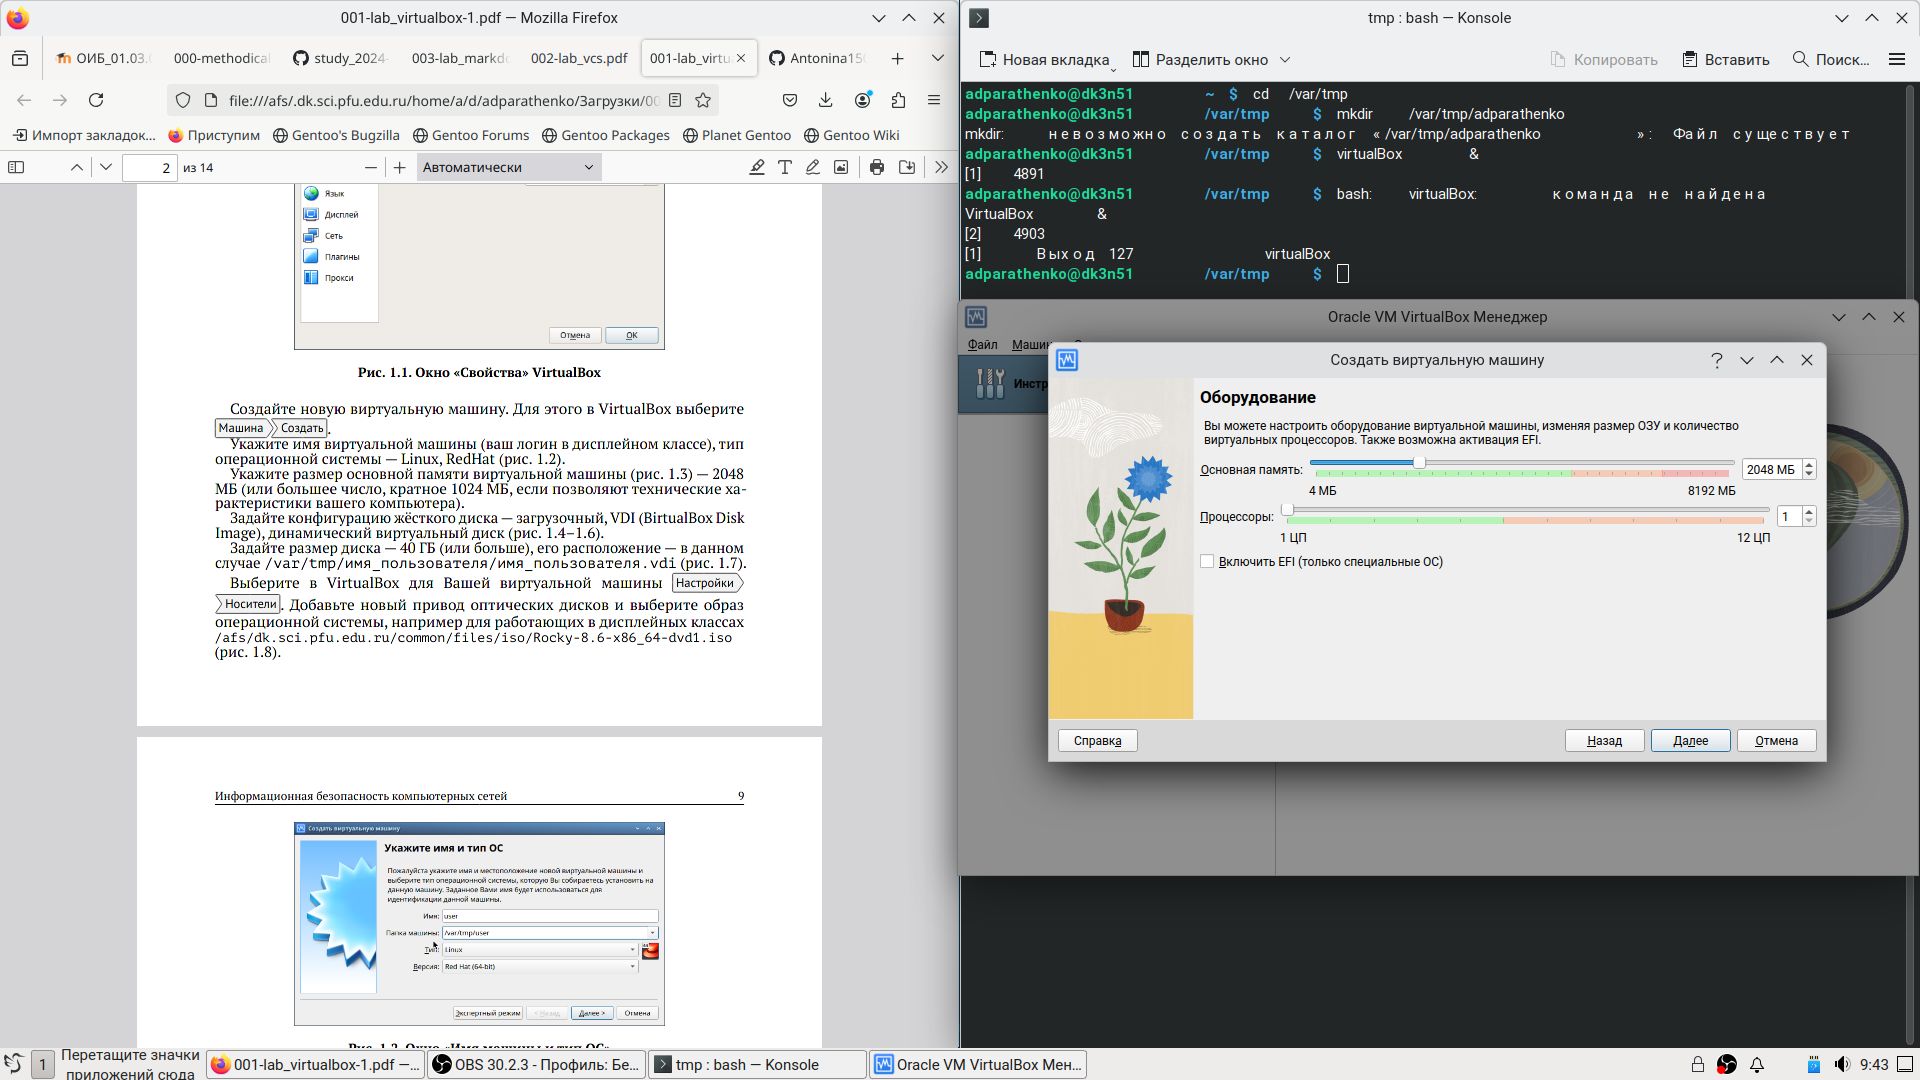 001-lab_virtualbox-1.pdf — Mozilla Firefox
ОИБ_01.03.
000-methodical
study_2024-
003-lab_markdo
002-lab_vcs.pdf
001-lab_virtu
Antonina150
file:///afs/.dk.sci.pfu.edu.ru/home/a/d/adparathenko/Загрузки/00
Импорт закладок...
Приступим
Gentoo's Bugzilla
Gentoo Forums
Gentoo Packages
Planet Gentoo
Gentoo Wiki
2 из 14
Автоматически
Язык
Дисплей
Сеть
Плагины
Прокси
Отмена
OK
Рис. 1.1. Окно «Свойства» VirtualBox
Создайте новую виртуальную машину. Для этого в VirtualBox выберите
Машина Создать.
Укажите имя виртуальной машины (ваш логин в дисплейном классе), тип
операционной системы — Linux, RedHat (рис. 1.2).
Укажите размер основной памяти виртуальной машины (рис. 1.3) — 2048
МБ (или большее число, кратное 1024 МБ, если позволяют технические ха-
рактеристики вашего компьютера).
Задайте конфигурацию жёсткого диска — загрузочный, VDI (BirtualBox Disk
Image), динамический виртуальный диск (рис. 1.4–1.6).
Задайте размер диска — 40 ГБ (или больше), его расположение — в данном
случае /var/tmp/имя_пользователя/имя_пользователя.vdi (рис. 1.7).
Выберите в VirtualBox для Вашей виртуальной машины Настройки
Носители. Добавьте новый привод оптических дисков и выберите образ
операционной системы, например для работающих в дисплейных классах
/afs/dk.sci.pfu.edu.ru/common/files/iso/Rocky-8.6-x86_64-dvd1.iso
(рис. 1.8).
Информационная безопасность компьютерных сетей 9
Создать виртуальную машину
Укажите имя и тип ОС
Пожалуйста укажите имя и местоположение новой виртуальной машины и
выберите тип операционной системы, которую Вы собираетесь установить на
данную машину. Заданное Вами имя будет использоваться для
идентификации данной машины.
Имя: user
Папка машины: /var/tmp/user
Тип: Linux
Версия: Red Hat (64-bit)
Экспертный режим
< Назад
Далее >
Отмена
Рис. 1.2. Окно «Имя машины и тип ОС»
tmp : bash — Konsole
Новая вкладка
Разделить окно
Копировать
Вставить
Поиск...
adparathenko@dk3n51 ~ $ cd /var/tmp
adparathenko@dk3n51 /var/tmp $ mkdir /var/tmp/adparathenko
mkdir: невозможно создать каталог «/var/tmp/adparathenko»: Файл существует
adparathenko@dk3n51 /var/tmp $ virtualBox &
[1] 4891
adparathenko@dk3n51 /var/tmp $ bash: virtualBox: команда не найдена
VirtualBox &
[2] 4903
[1] Выход 127 virtualBox
adparathenko@dk3n51 /var/tmp $
Oracle VM VirtualBox Менеджер
Файл
Машин
Инстр
Создать виртуальную машину
Оборудование
Вы можете настроить оборудование виртуальной машины, изменяя размер ОЗУ и количество
виртуальных процессоров. Также возможна активация EFI.
Основная память: 2048 МБ
4 МБ 8192 МБ
Процессоры: 1
1 ЦП 12 ЦП
Включить EFI (только специальные ОС)
Справка
Назад
Далее
Отмена
1
Перетащите значки
приложений сюда
001-lab_virtualbox-1.pdf —...
OBS 30.2.3 - Профиль: Бе...
tmp : bash — Konsole
Oracle VM VirtualBox Мен...
9:43